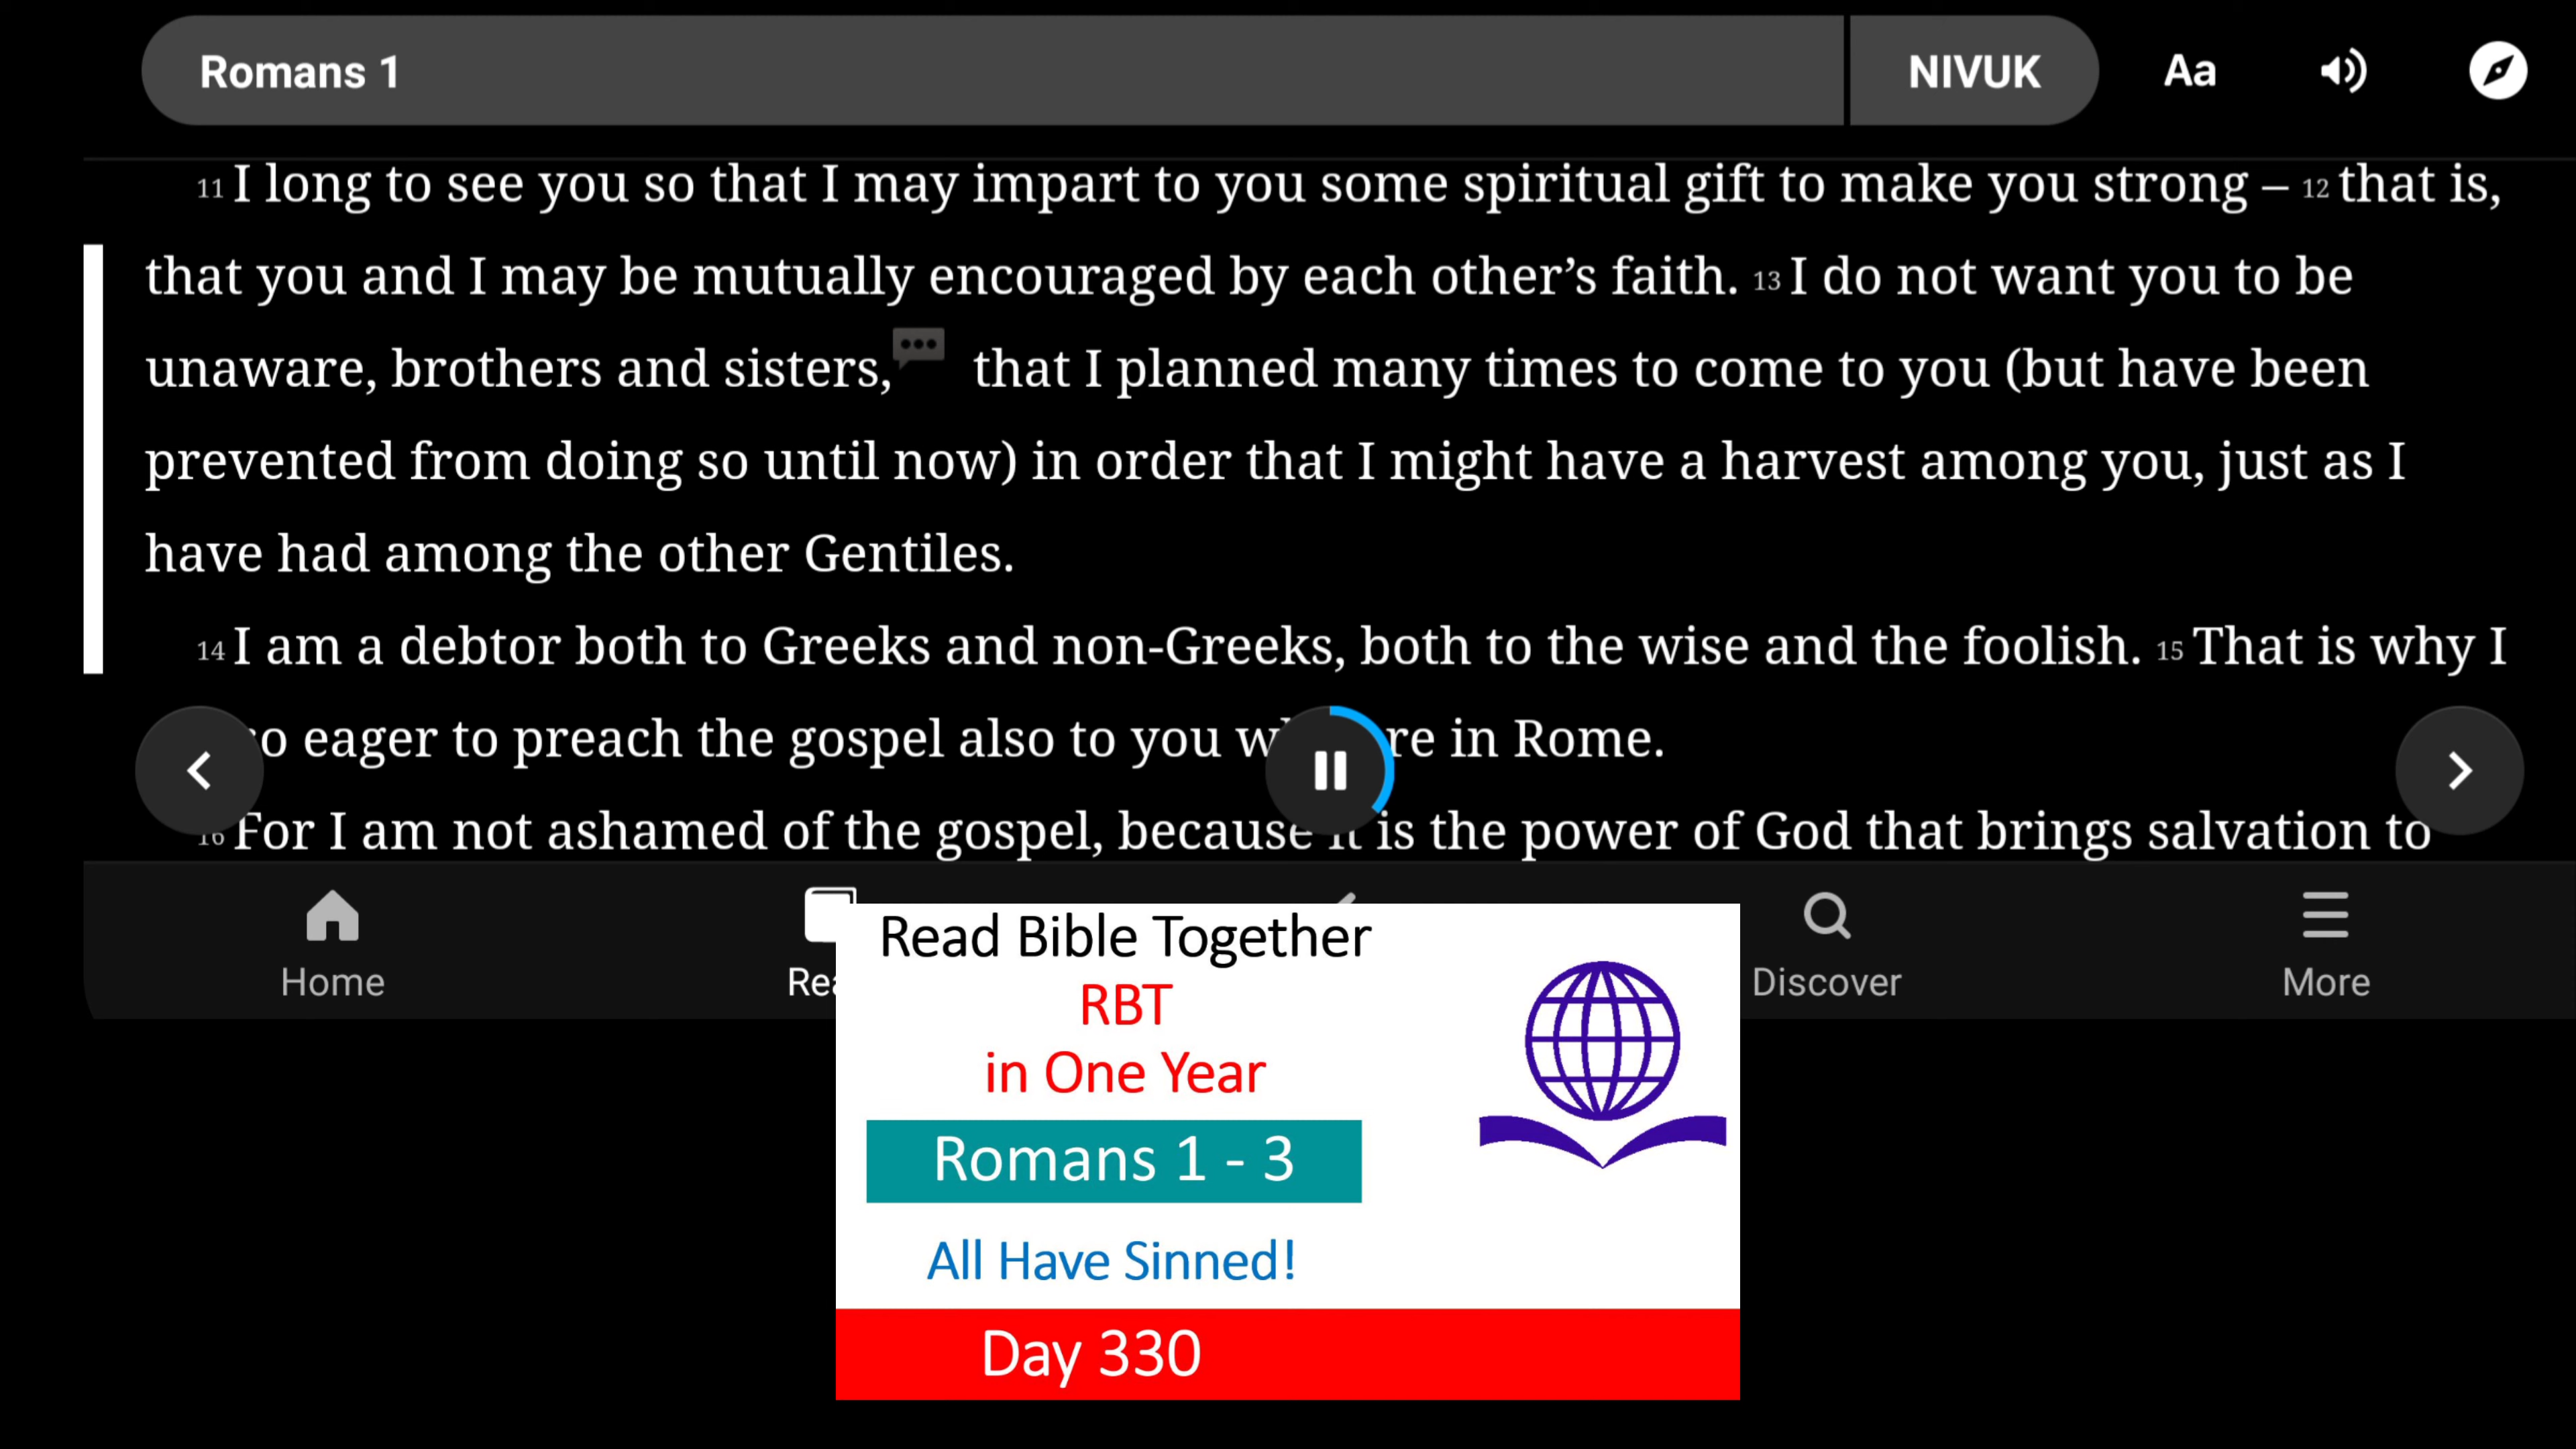 Romans 1
NIVUK
Aa
11 I long to see you so that I may impart to you some spiritual gift to make you strong – 12 that is,
that you and I may be mutually encouraged by each other’s faith. 13 I do not want you to be
unaware, brothers and sisters, that I planned many times to come to you (but have been
prevented from doing so until now) in order that I might have a harvest among you, just as I
have had among the other Gentiles.
14 I am a debtor both to Greeks and non-Greeks, both to the wise and the foolish. 15 That is why I
eager to preach the gospel also to you in Rome.
16 For I am not ashamed of the gospel, because it is the power of God that brings salvation to
Home
Discover
More
Read Bible Together
RBT
in One Year
Romans 1 - 3
All Have Sinned!
Day 330